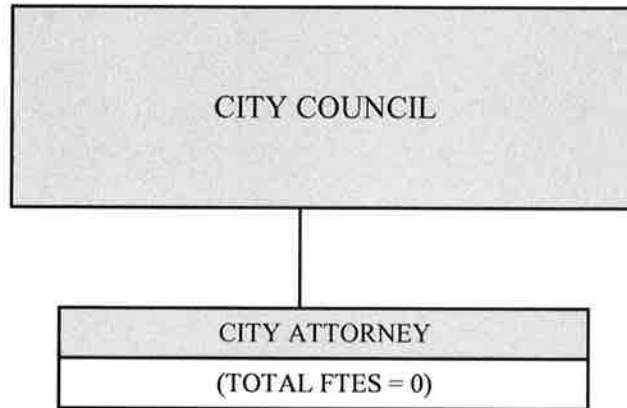 CITY COUNCIL
CITY ATTORNEY
(TOTAL FTES = 0)